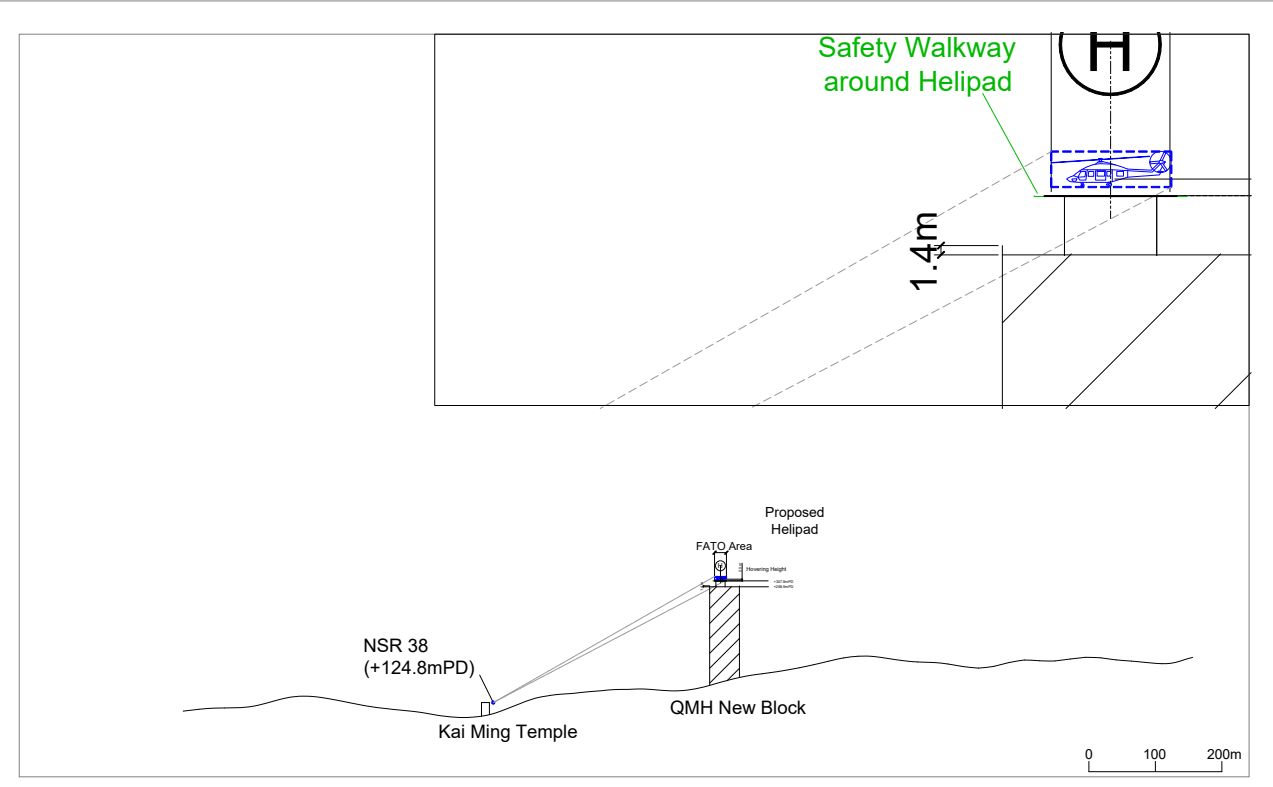 Safety Walkway
around Helipad
H
1.4m
Proposed
Helipad
FATO Area
H
Hovering Height
NSR 38
(+124.8mPD)
QMH New Block
Kai Ming Temple
0 100 200m